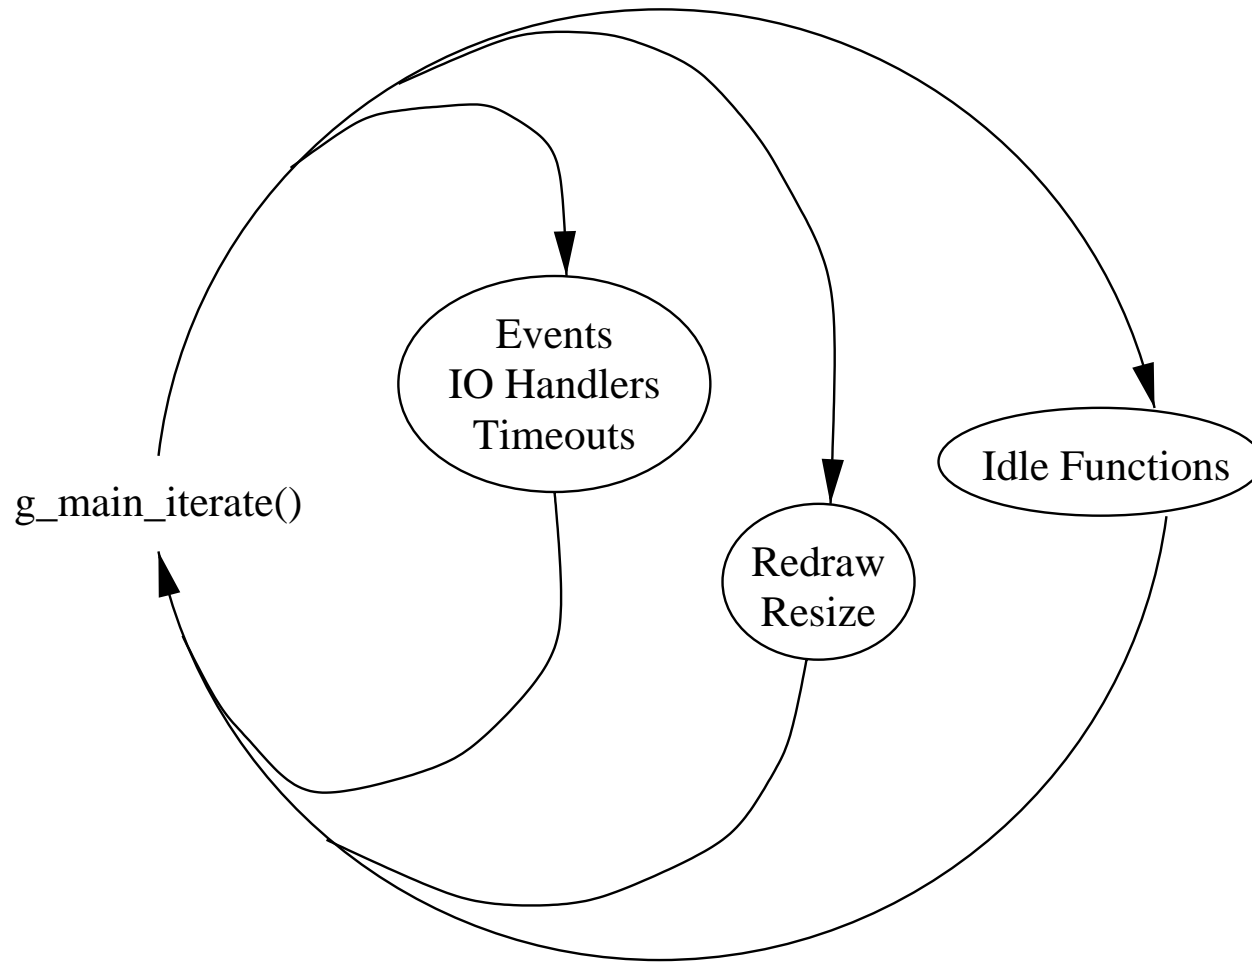 Events
IO Handlers
Timeouts
Idle Functions
g_main_iterate()
Redraw
Resize